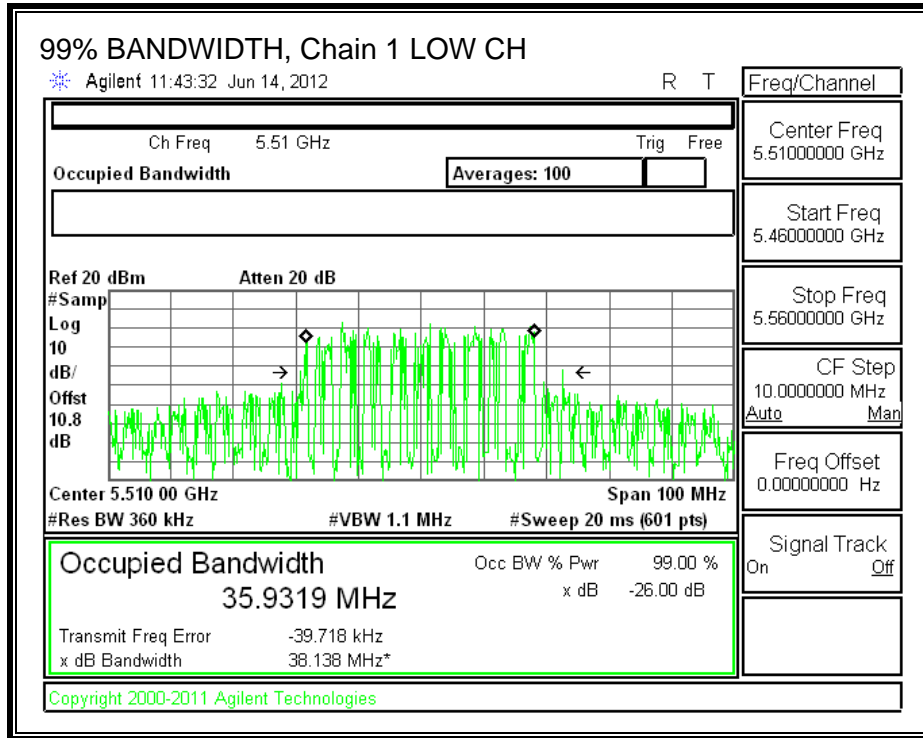 99% BANDWIDTH, Chain 1 LOW CH
Agilent 11:43:32 Jun 14, 2012 R T
Freq/Channel
Ch Freq 5.51 GHz Trig Free
Occupied Bandwidth Averages: 100
Center Freq
5.51000000 GHz
Start Freq
5.46000000 GHz
Stop Freq
5.56000000 GHz
CF Step
10.0000000 MHz
Auto Man
Freq Offset
0.00000000 Hz
Signal Track
On Off
Ref 20 dBm Atten 20 dB
#Samp
Log
10
dB/
Offst
10.8
dB
Center 5.510 00 GHz Span 100 MHz
#Res BW 360 kHz #VBW 1.1 MHz #Sweep 20 ms (601 pts)
Occupied Bandwidth Occ BW % Pwr 99.00 %
35.9319 MHz x dB -26.00 dB
Transmit Freq Error -39.718 kHz
x dB Bandwidth 38.138 MHz*
Copyright 2000-2011 Agilent Technologies